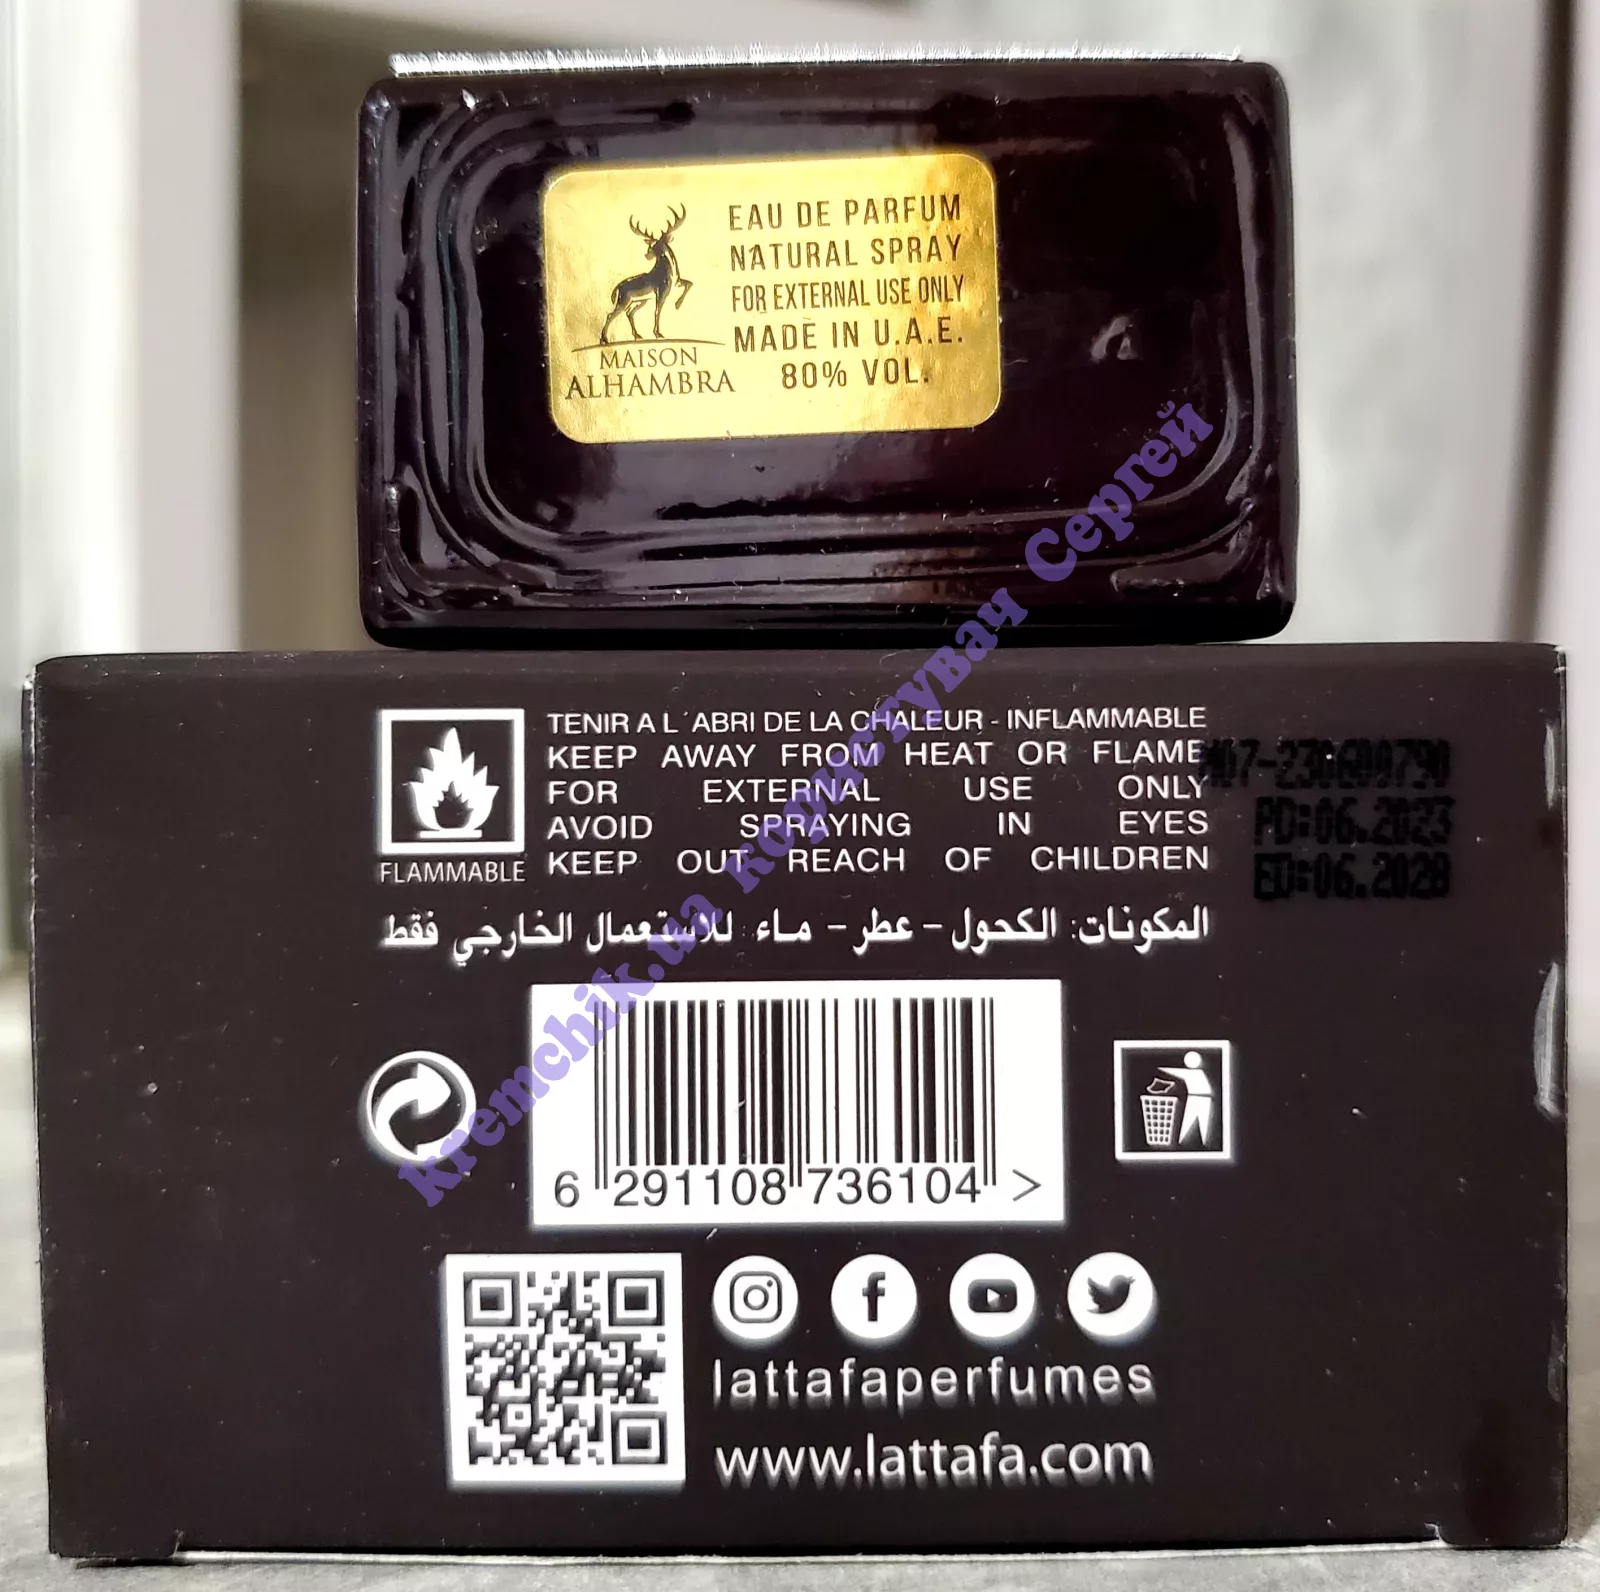 EAU DE PARFUM
NATURAL SPRAY
FOR EXTERNAL USE ONLY
MADE IN U.A.E.
80% VOL.
MAISON
ALHAMBRA
TENIR A L´ABRI DE LA CHALEUR - INFLAMMABLE
KEEP AWAY FROM HEAT OR FLAME
FOR EXTERNAL USE ONLY
AVOID SPRAYING IN EYES
KEEP OUT REACH OF CHILDREN
FLAMMABLE
PD:06.2023
ED:06.2028
المكونات: الكحول - عطر - ماء للاستعمال الخارجي فقط
6 291108 736104 >
lattafaperfumes
www.lattafa.com
kremchik.ua користувач Сергей